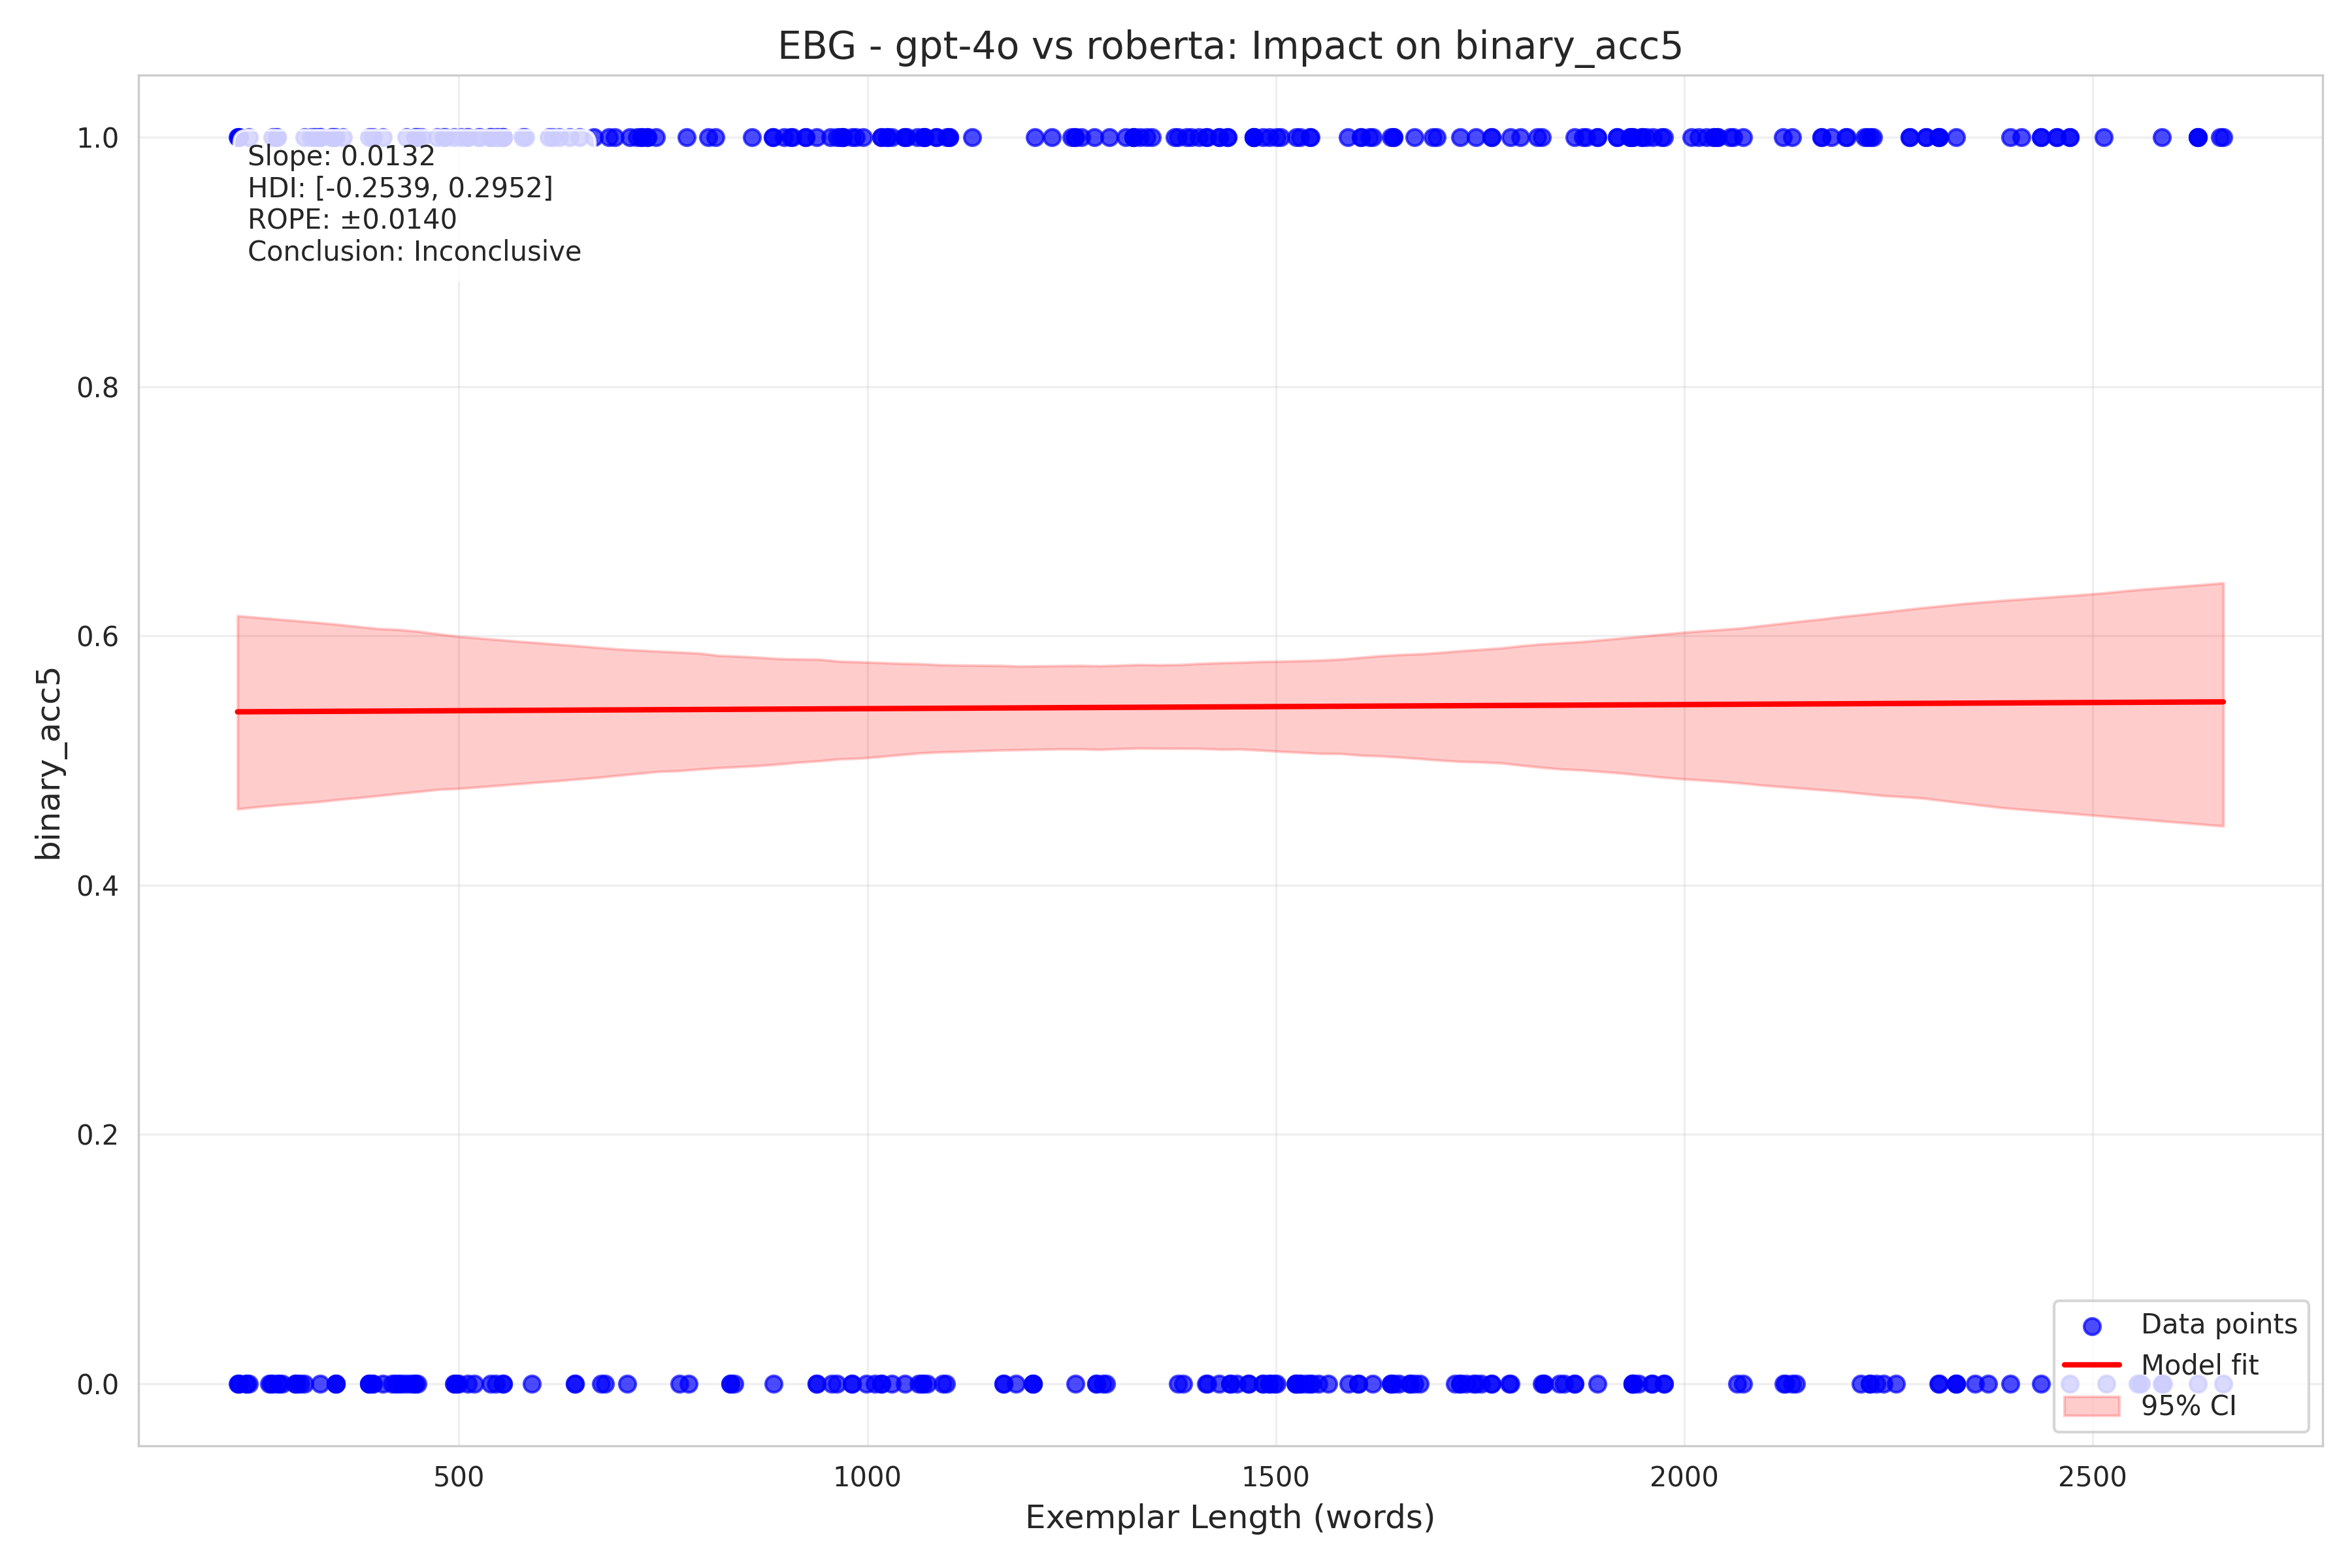 EBG - gpt-4o vs roberta: Impact on binary_acc5
1.0
0.8
0.6
0.4
0.2
0.0
binary_acc5
Slope: 0.0132
HDI: [-0.2539, 0.2952]
ROPE: ±0.0140
Conclusion: Inconclusive
Data points
Model fit
95% CI
500
1000
1500
2000
2500
Exemplar Length (words)